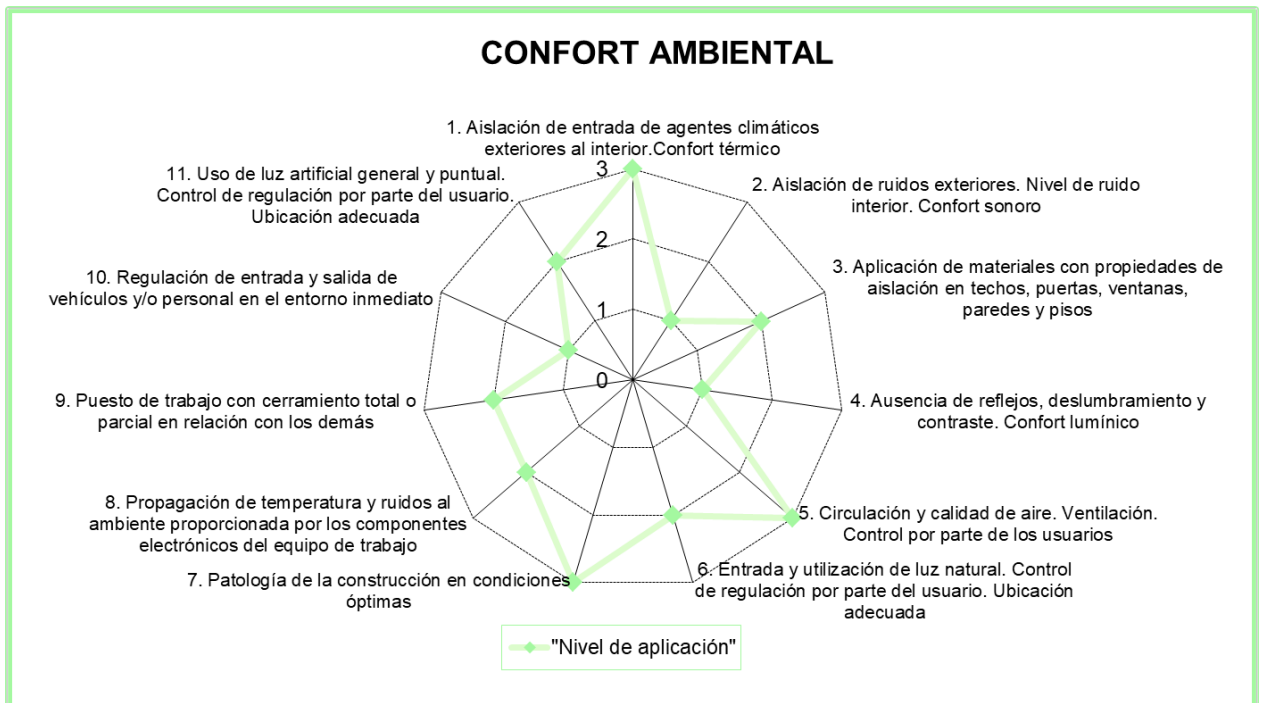 CONFORT AMBIENTAL
1. Aislación de entrada de agentes climáticos
exteriores al interior.Confort térmico
2. Aislación de ruidos exteriores. Nivel de ruido
interior. Confort sonoro
3. Aplicación de materiales con propiedades de
aislación en techos, puertas, ventanas,
paredes y pisos
4. Ausencia de reflejos, deslumbramiento y
contraste. Confort lumínico
5. Circulación y calidad de aire. Ventilación.
Control por parte de los usuarios
6. Entrada y utilización de luz natural. Control
de regulación por parte del usuario. Ubicación
adecuada
7. Patología de la construcción en condiciones
óptimas
8. Propagación de temperatura y ruidos al
ambiente proporcionada por los componentes
electrónicos del equipo de trabajo
9. Puesto de trabajo con cerramiento total o
parcial en relación con los demás
10. Regulación de entrada y salida de
vehículos y/o personal en el entorno inmediato
11. Uso de luz artificial general y puntual.
Control de regulación por parte del usuario.
Ubicación adecuada
3
2
1
0
"Nivel de aplicación"